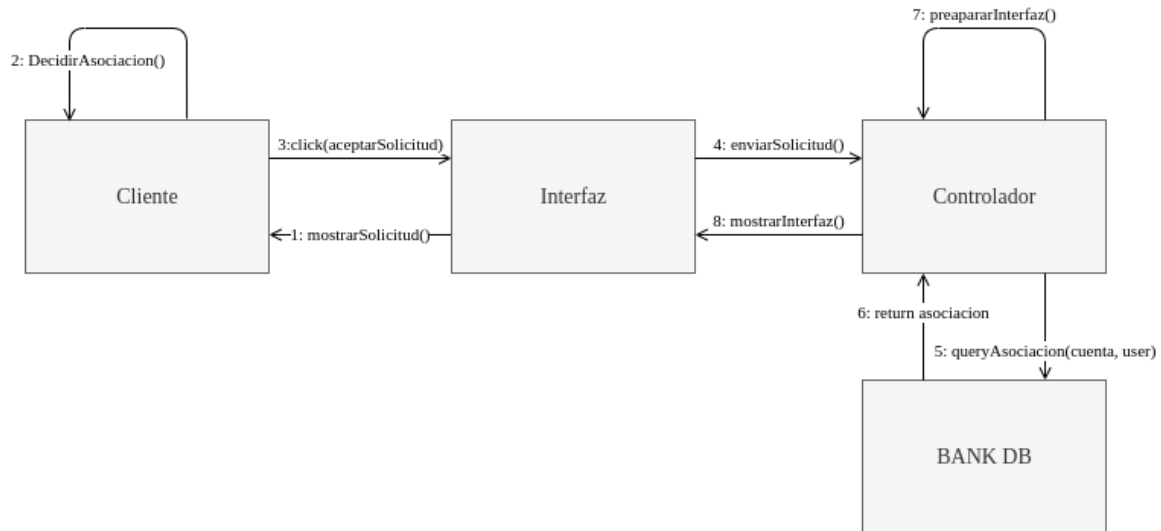 7: preapararInterfaz()
2: DecidirAsociacion()
3:click(aceptarSolicitud)
4: enviarSolicitud()
Cliente
Interfaz
Controlador
1: mostrarSolicitud()
8: mostrarInterfaz()
6: return asociacion
5: queryAsociacion(cuenta, user)
BANK DB